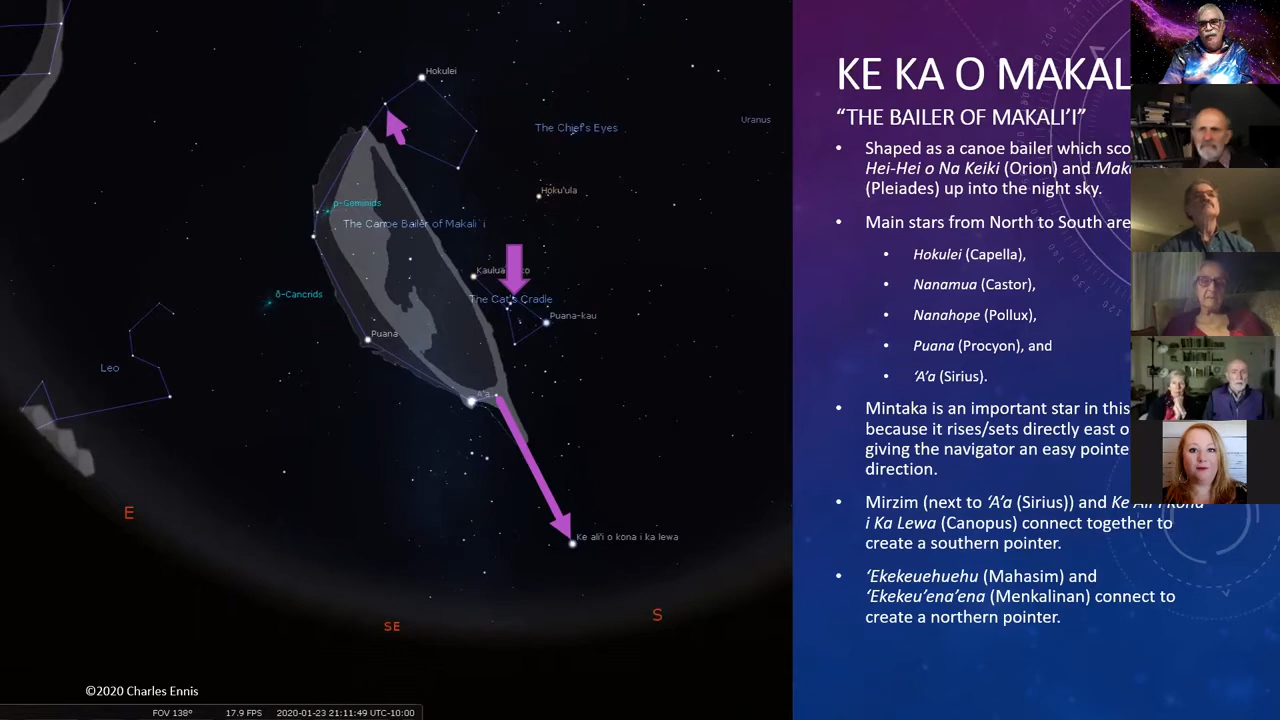 Hokulei
The Chief's Eyes
Uranus
Hoku'ula
ρ-Geminids
The Canoe Bailer of Makali`i
Kaulua
The Cat's Cradle
δ-Cancrids
Puana-kau
Puana
Leo
A'a
E
Ke ali'i o kona i ka lewa
S
SE
©2020 Charles Ennis
FOV 138°
17.9 FPS
2020-01-23 21:11:49 UTC-10:00
KE KA O MAKAL
“THE BAILER OF MAKALI’I”
• Shaped as a canoe bailer which sco
Hei-Hei o Na Keiki (Orion) and Mak
(Pleiades) up into the night sky.
• Main stars from North to South are
• Hokulei (Capella),
• Nanamua (Castor),
• Nanahope (Pollux),
• Puana (Procyon), and
• ‘A’a (Sirius).
• Mintaka is an important star in this
because it rises/sets directly east o
giving the navigator an easy pointe
direction.
• Mirzim (next to ‘A’a (Sirius)) and Ke Ali’i Kona
i Ka Lewa (Canopus) connect together to
create a southern pointer.
• ‘Ekekeuehuehu (Mahasim) and
‘Ekekeu’ena’ena (Menkalinan) connect to
create a northern pointer.